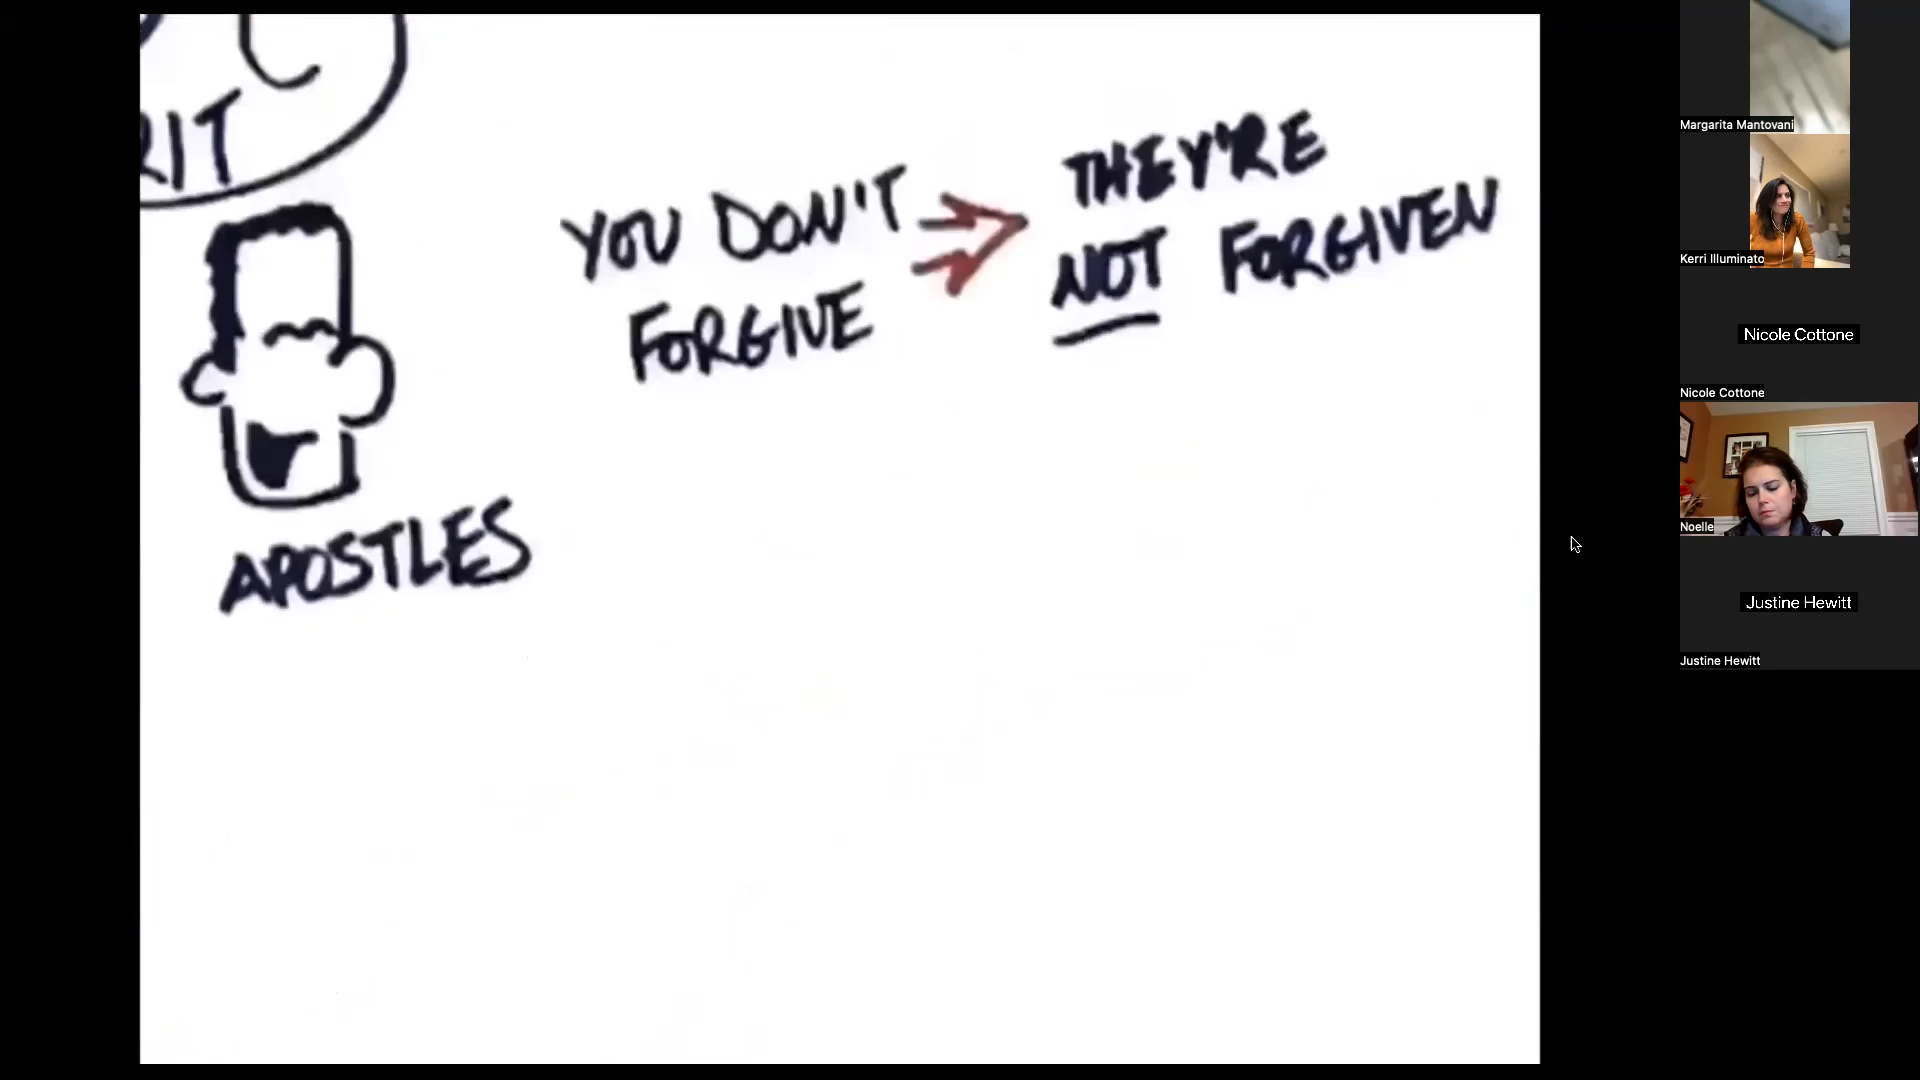 RIT
YOU DON'T
FORGIVE
THEY'RE
NOT FORGIVEN
APOSTLES
Margarita Mantovani
Kerri Illuminato
Nicole Cottone
Nicole Cottone
Noelle
Justine Hewitt
Justine Hewitt